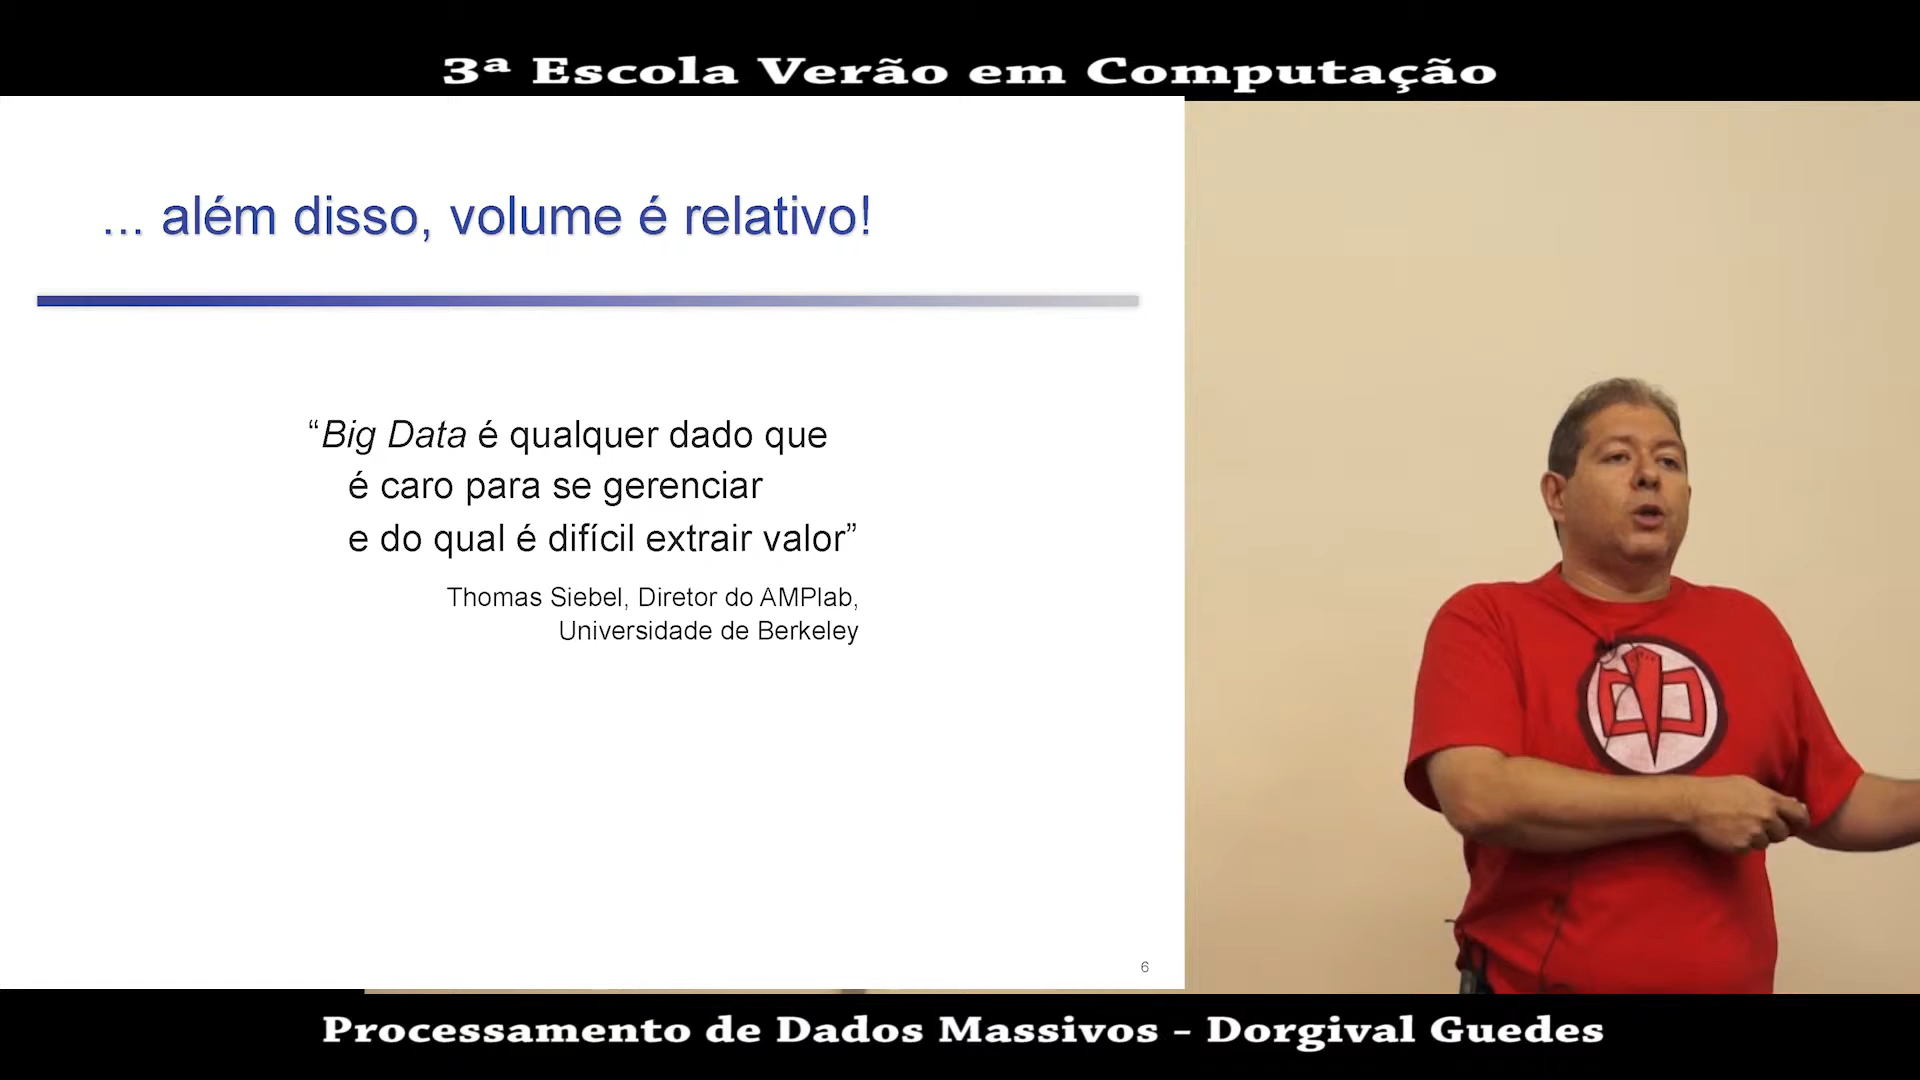 3ª Escola Verão em Computação
... além disso, volume é relativo!
“Big Data é qualquer dado que
é caro para se gerenciar
e do qual é difícil extrair valor”
Thomas Siebel, Diretor do AMPlab,
Universidade de Berkeley
6
Processamento de Dados Massivos – Dorgival Guedes